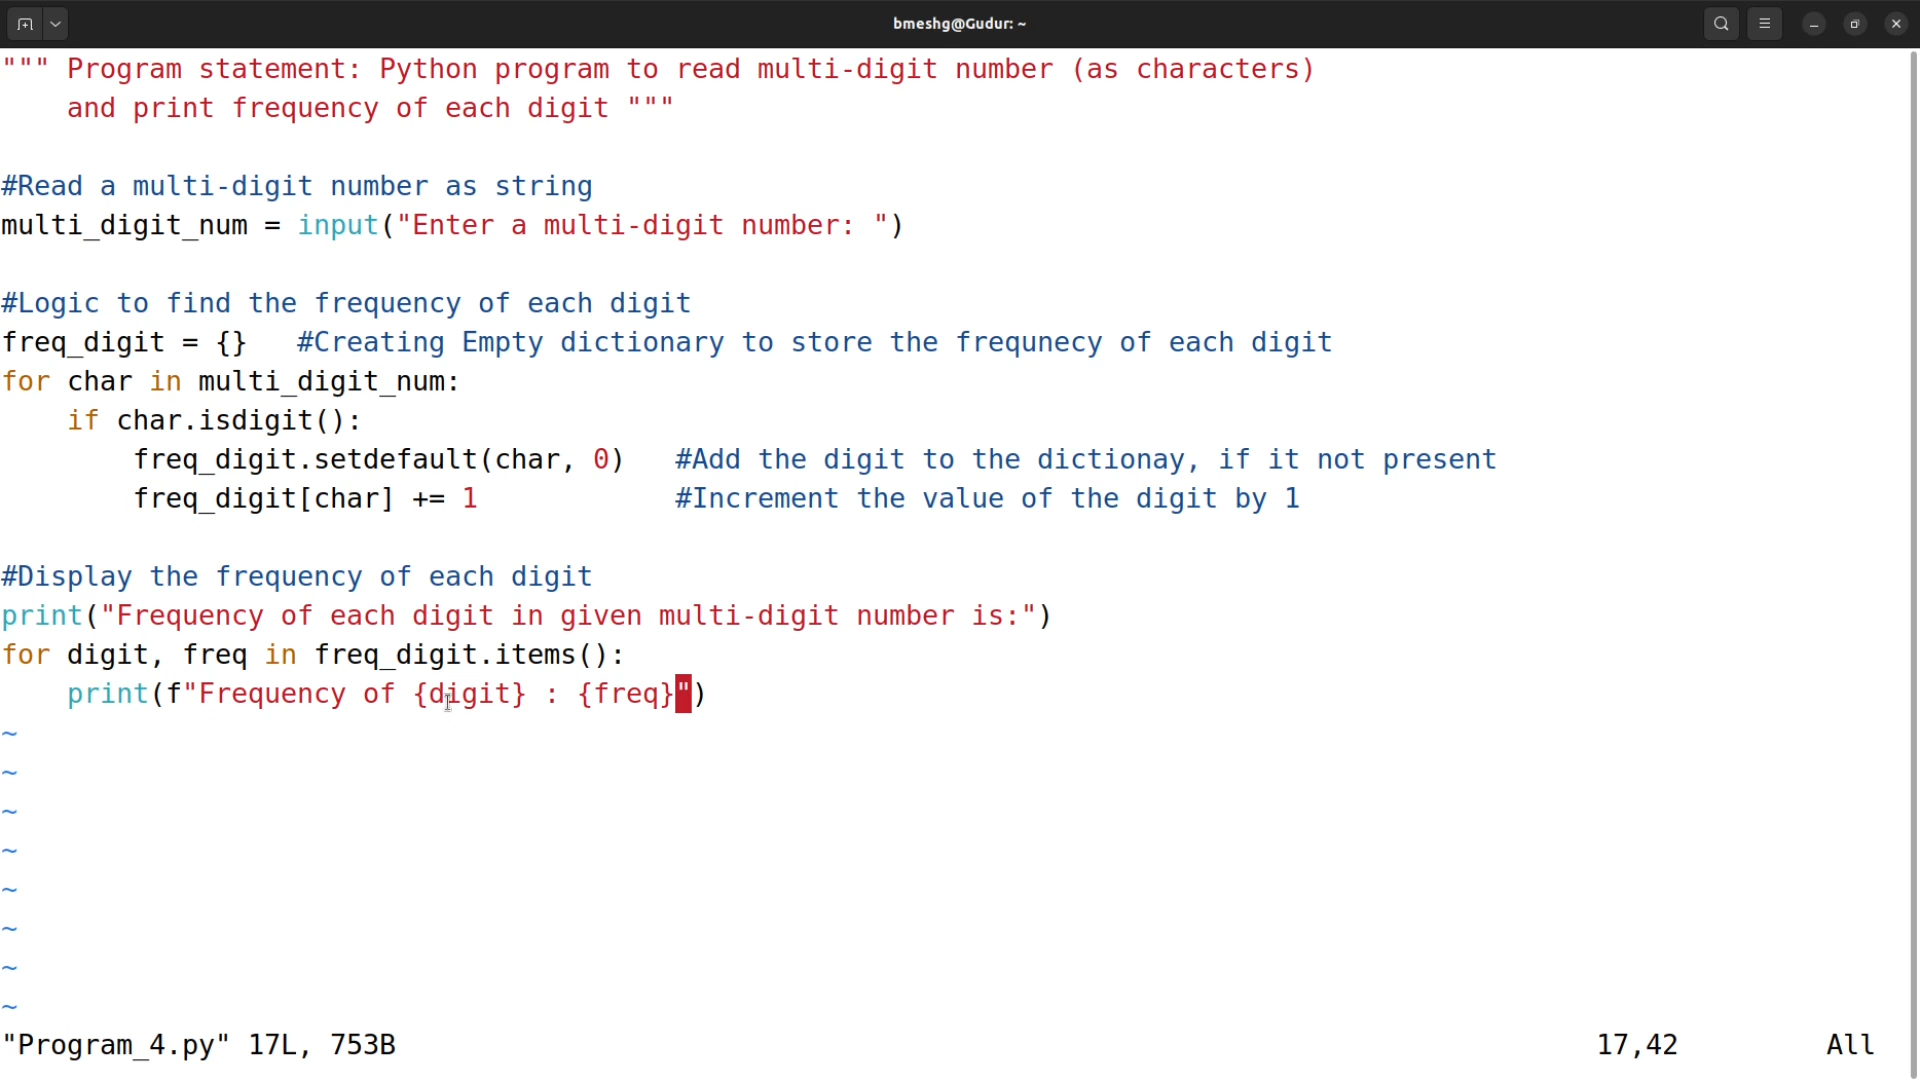 bmeshg@Gudur: ~
""" Program statement: Python program to read multi-digit number (as characters)
    and print frequency of each digit """

#Read a multi-digit number as string
multi_digit_num = input("Enter a multi-digit number: ")

#Logic to find the frequency of each digit
freq_digit = {}   #Creating Empty dictionary to store the frequnecy of each digit
for char in multi_digit_num:
    if char.isdigit():
        freq_digit.setdefault(char, 0)   #Add the digit to the dictionay, if it not present
        freq_digit[char] += 1            #Increment the value of the digit by 1

#Display the frequency of each digit
print("Frequency of each digit in given multi-digit number is:")
for digit, freq in freq_digit.items():
    print(f"Frequency of {digit} : {freq}")
~
~
~
~
~
~
~
~
"Program_4.py" 17L, 753B 17,42 All